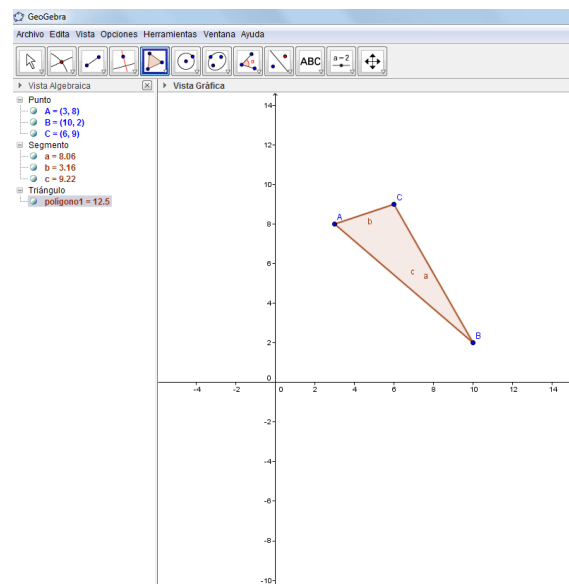 GeoGebra
Archivo Edita Vista Opciones Herramientas Ventana Ayuda
ABC
a=2
Vista Algebraica
Vista Gráfica
Punto
A = (3, 8)
B = (10, 2)
C = (6, 9)
Segmento
a = 8.06
b = 3.16
c = 9.22
Triángulo
polígono1 = 12.5
14
12
10
8
6
4
2
0
-2
-4
-6
-8
-10
-4 -2 0 2 4 6 8 10 12 14
A
C
b
c
a
B